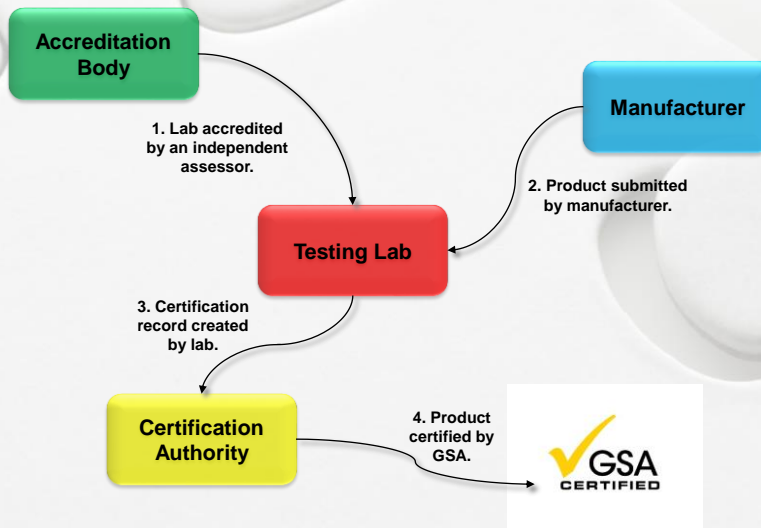 Accreditation
Body
Manufacturer
1. Lab accredited
by an independent
assessor.
2. Product submitted
by manufacturer.
Testing Lab
3. Certification
record created
by lab.
Certification
Authority
4. Product
certified by
GSA.
GSA
CERTIFIED